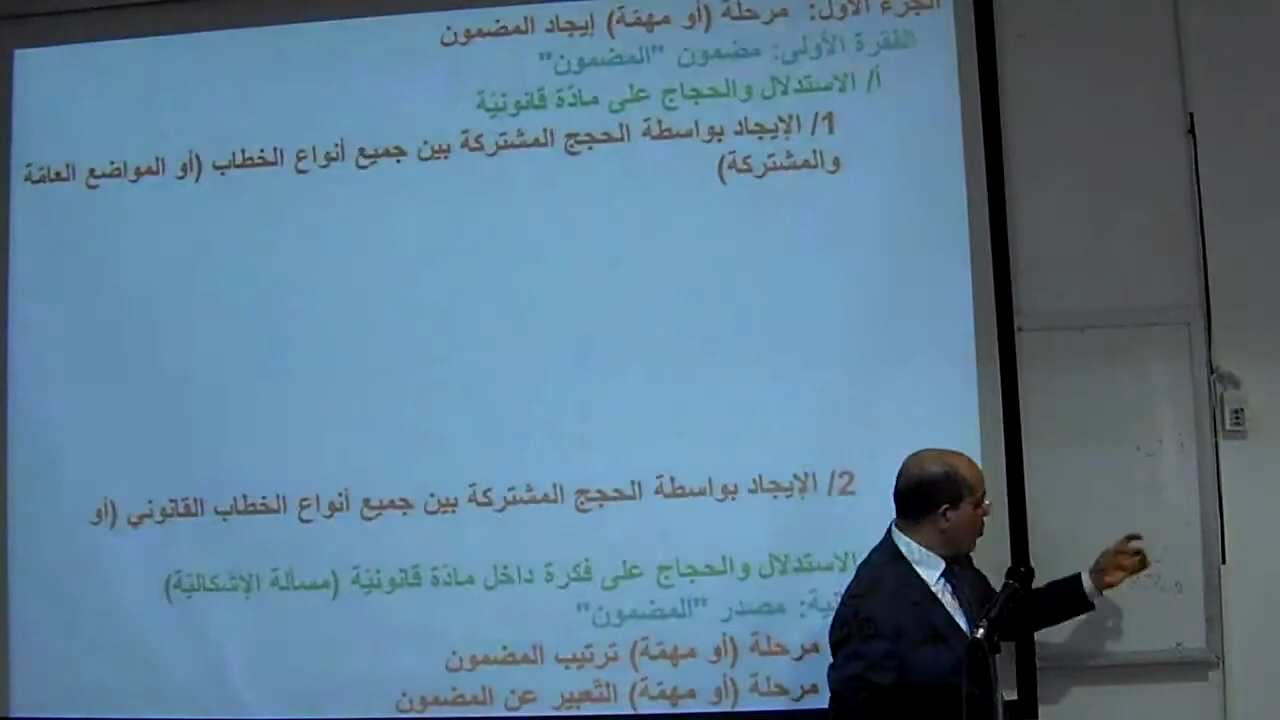 الجزء الأول: مرحلة (أو مهمّة) إيجاد المضمون
الفقرة الأولى: مضمون "المضمون"
أ/ الاستدلال والحجاج على مادّة قانونيّة
1/ الإيجاد بواسطة الحجج المشتركة بين جميع أنواع الخطاب (أو المواضع العامّة
والمشتركة)
2/ الإيجاد بواسطة الحجج المشتركة بين جميع أنواع الخطاب القانوني (أو
الاستدلال والحجاج على فكرة داخل مادّة قانونيّة (مسألة الإشكاليّة)
مصدر "المضمون"
مرحلة (أو مهمّة) ترتيب المضمون
مرحلة (أو مهمّة) التّعبير عن المضمون